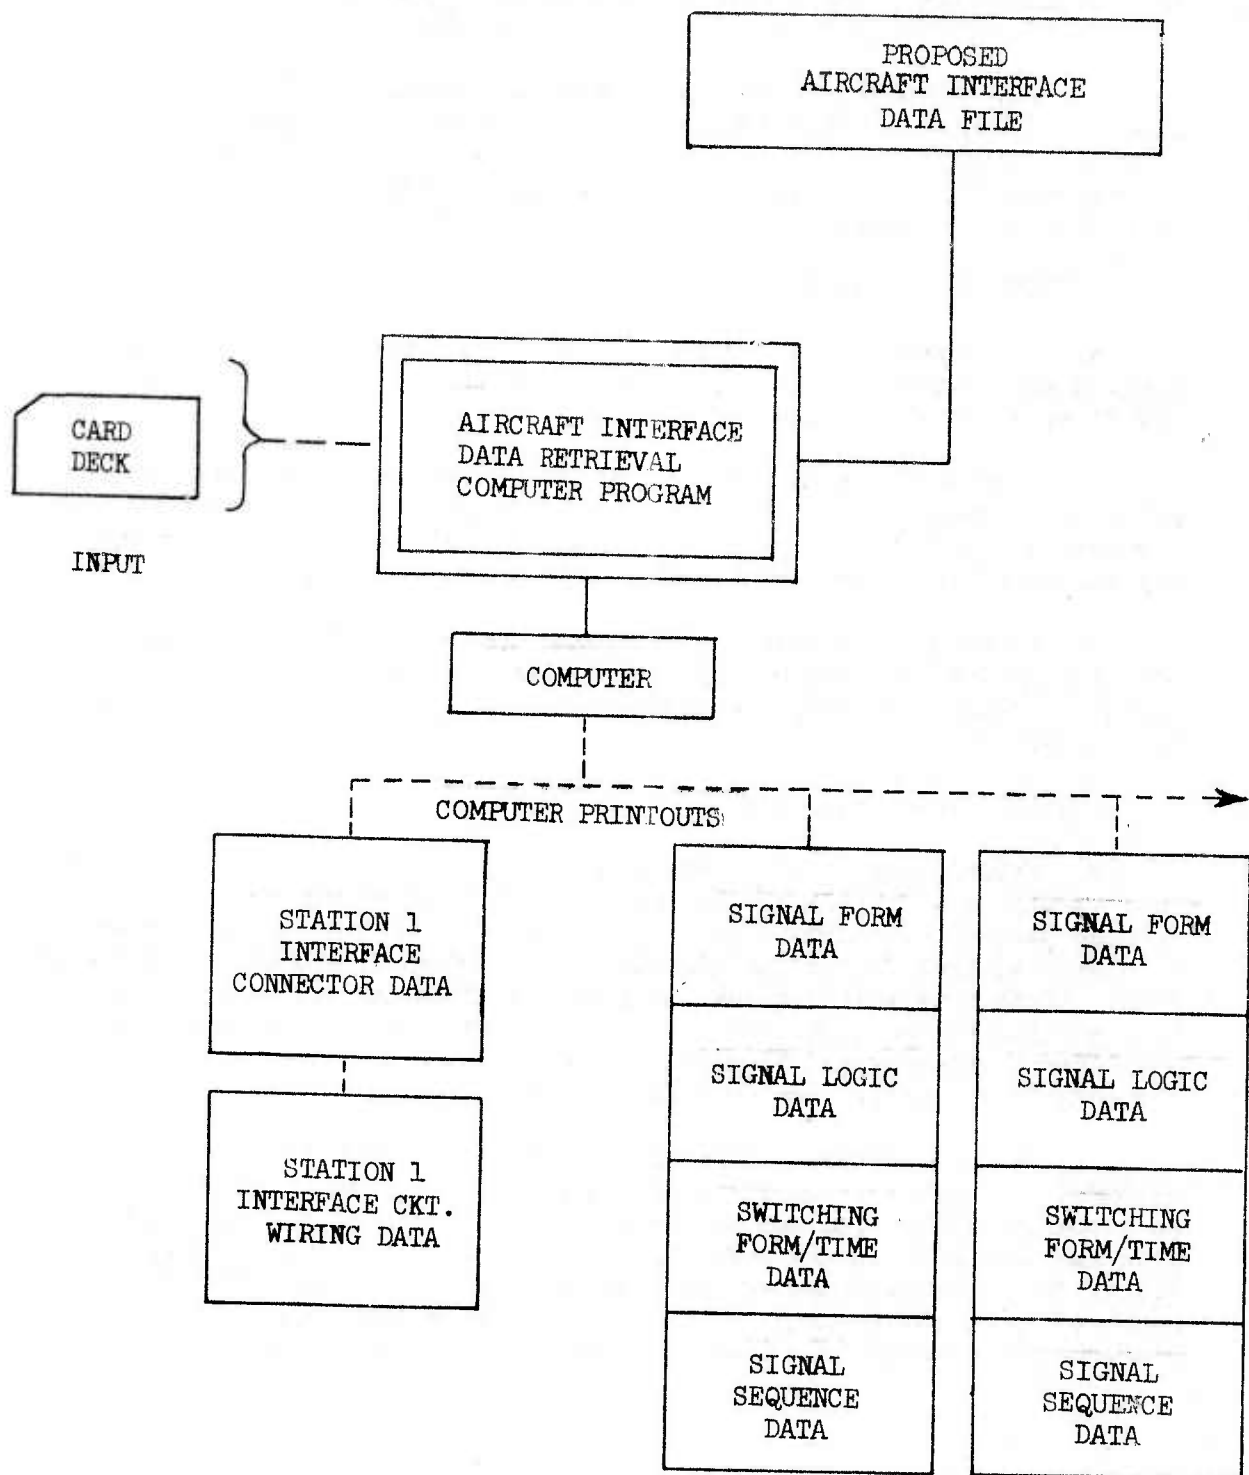 PROPOSED
AIRCRAFT INTERFACE
DATA FILE
CARD
DECK
INPUT
AIRCRAFT INTERFACE
DATA RETRIEVAL
COMPUTER PROGRAM
COMPUTER
COMPUTER PRINTOUTS
STATION 1
INTERFACE
CONNECTOR DATA
STATION 1
INTERFACE CKT.
WIRING DATA
SIGNAL FORM
DATA
SIGNAL LOGIC
DATA
SWITCHING
FORM/TIME
DATA
SIGNAL
SEQUENCE
DATA
SIGNAL FORM
DATA
SIGNAL LOGIC
DATA
SWITCHING
FORM/TIME
DATA
SIGNAL
SEQUENCE
DATA